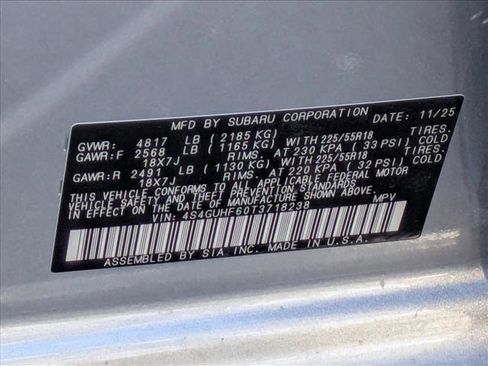 MFD BY SUBARU CORPORATION DATE: 11/25
GVWR: 4817 LB (2185 KG)
GAWR:F 2568 LB (1165 KG) WITH 225/55R18 TIRES.
18X7J RIMS, AT 230 KPA (33 PSI) COLD
GAWR:R 2491 LB (1130 KG) WITH 225/55R18 TIRES.
18X7J RIMS, AT 220 KPA (32 PSI) COLD
THIS VEHICLE CONFORMS TO ALL APPLICABLE FEDERAL MOTOR
VEHICLE SAFETY AND THEFT PREVENTION STANDARDS
IN EFFECT ON THE DATE OF MANUFACTURE SHOWN ABOVE.
VIN: 4S4GUHF60T3718238 MPV
ASSEMBLED BY SIA INC. MADE IN U.S.A.